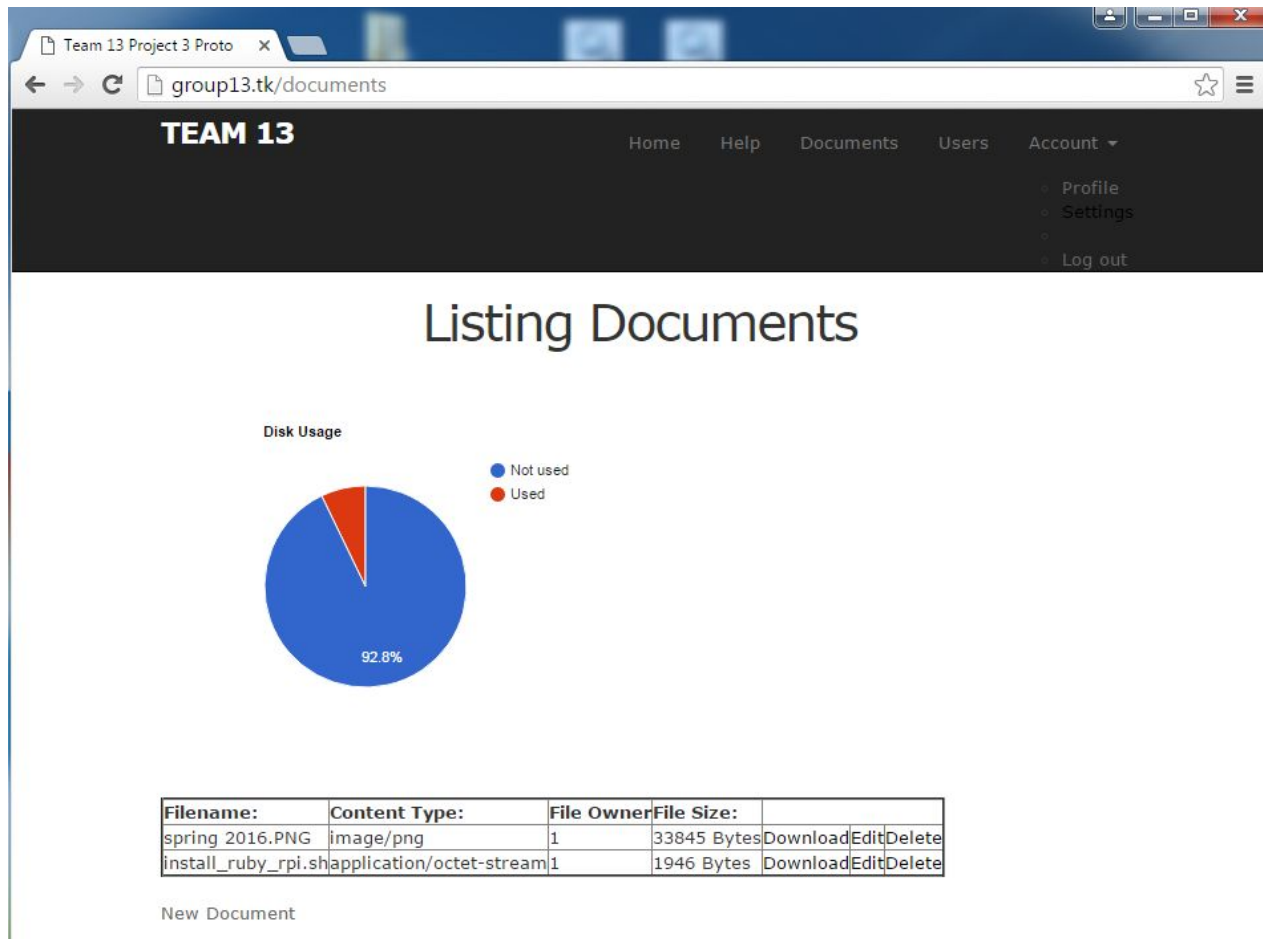 Team 13 Project 3 Proto
group13.tk/documents
TEAM 13
Home Help Documents Users Account
Profile
Settings
Log out
Listing Documents
Disk Usage
Not used
Used
92.8%
Filename: Content Type: File Owner File Size:
spring 2016.PNG image/png 1 33845 Bytes Download Edit Delete
install_ruby_rpi.sh application/octet-stream 1 1946 Bytes Download Edit Delete
New Document